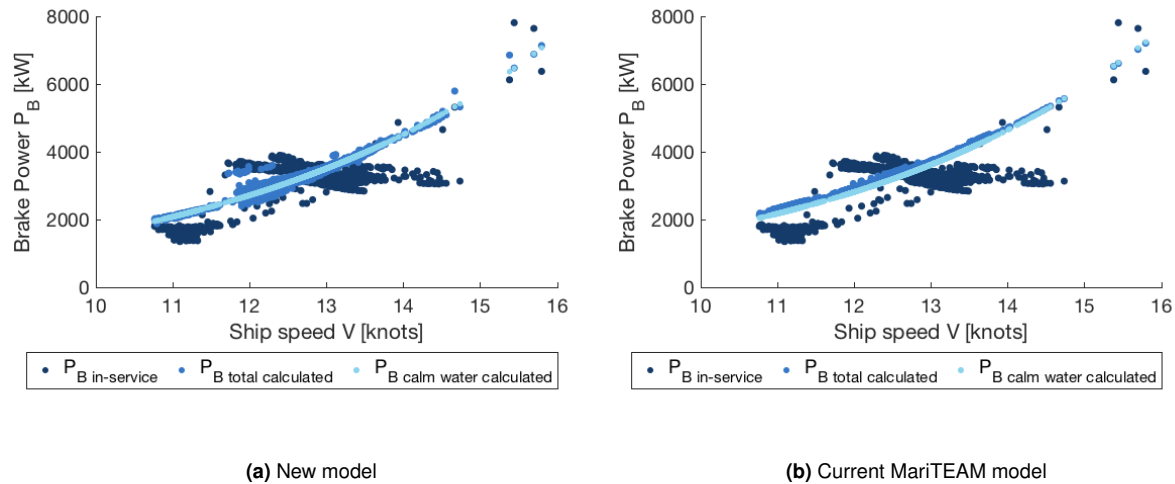 Brake Power P_B [kW]
8000
6000
4000
2000
0
10 11 12 13 14 15 16
Ship speed V [knots]
P_B in-service P_B total calculated P_B calm water calculated
(a) New model
Brake Power P_B [kW]
8000
6000
4000
2000
0
10 11 12 13 14 15 16
Ship speed V [knots]
P_B in-service P_B total calculated P_B calm water calculated
(b) Current MariTEAM model